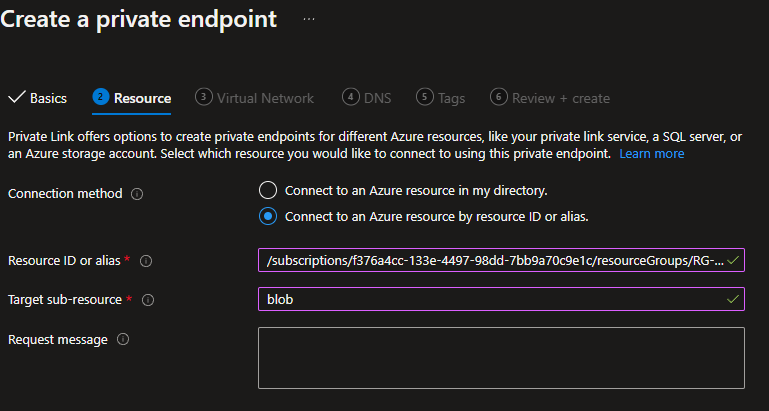 Create a private endpoint ...
Basics 2 Resource 3 Virtual Network 4 DNS 5 Tags 6 Review + create
Private Link offers options to create private endpoints for different Azure resources, like your private link service, a SQL server, or
an Azure storage account. Select which resource you would like to connect to using this private endpoint. Learn more
Connection method
Connect to an Azure resource in my directory.
Connect to an Azure resource by resource ID or alias.
Resource ID or alias *
/subscriptions/f376a4cc-133e-4497-98dd-7bb9a70c9e1c/resourceGroups/RG-...
Target sub-resource *
blob
Request message